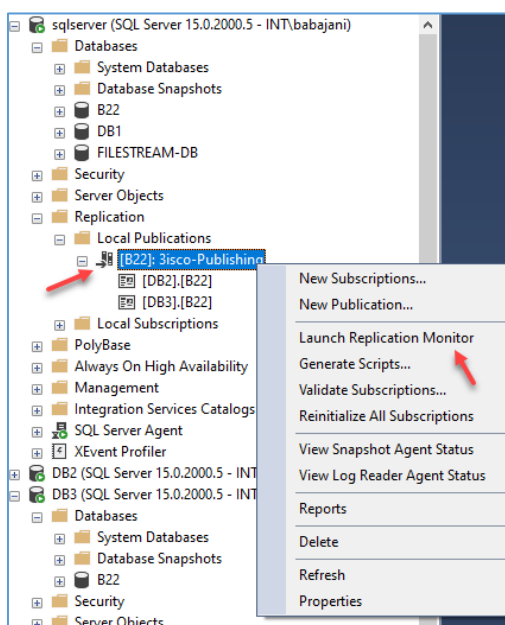 sqlserver (SQL Server 15.0.2000.5 - INT\babajani)
Databases
System Databases
Database Snapshots
B22
DB1
FILESTREAM-DB
Security
Server Objects
Replication
Local Publications
[B22]: 3isco-Publishing
[DB2].[B22]
[DB3].[B22]
Local Subscriptions
PolyBase
Always On High Availability
Management
Integration Services Catalogs
SQL Server Agent
XEvent Profiler
DB2 (SQL Server 15.0.2000.5 - INT
DB3 (SQL Server 15.0.2000.5 - INT
Databases
System Databases
Database Snapshots
B22
Security
Server Objects
New Subscriptions...
New Publication...
Launch Replication Monitor
Generate Scripts...
Validate Subscriptions...
Reinitialize All Subscriptions
View Snapshot Agent Status
View Log Reader Agent Status
Reports
Delete
Refresh
Properties